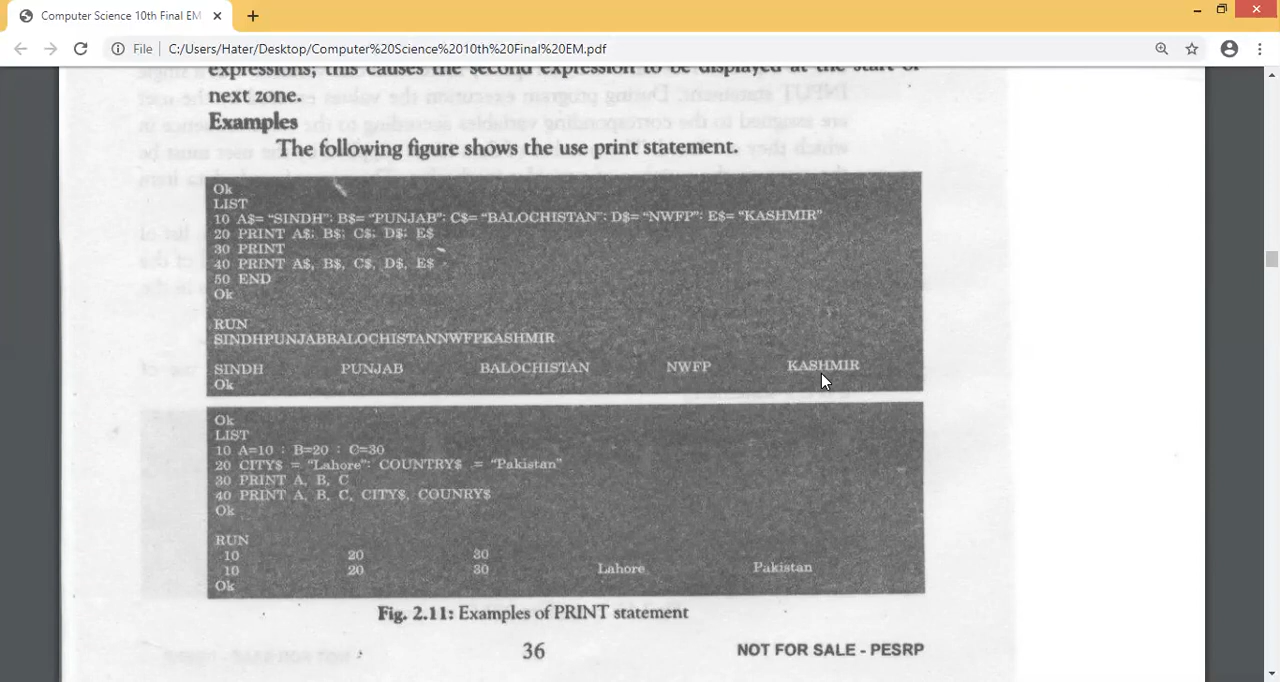 Computer Science 10th Final EM
File C:/Users/Hater/Desktop/Computer%20Science%2010th%20Final%20EM.pdf
expressions; this causes the second expression to be displayed at the start of
next zone.
Examples
The following figure shows the use print statement.
Ok
LIST
10 A$= "SINDH": B$= "PUNJAB": C$= "BALOCHISTAN": D$= "NWFP": E$= "KASHMIR"
20 PRINT A$; B$; C$; D$; E$
30 PRINT
40 PRINT A$, B$, C$, D$, E$
50 END
Ok
RUN
SINDHPUNJABBALOCHISTANNWFPKASHMIR
SINDH PUNJAB BALOCHISTAN NWFP KASHMIR
Ok
Ok
LIST
10 A=10 : B=20 : C=30
20 CITY$ = "Lahore": COUNTRY$ = "Pakistan"
30 PRINT A, B, C
40 PRINT A, B, C, CITY$, COUNRY$
Ok
RUN
10 20 30
10 20 30 Lahore Pakistan
Ok
Fig. 2.11: Examples of PRINT statement
36 NOT FOR SALE - PESRP